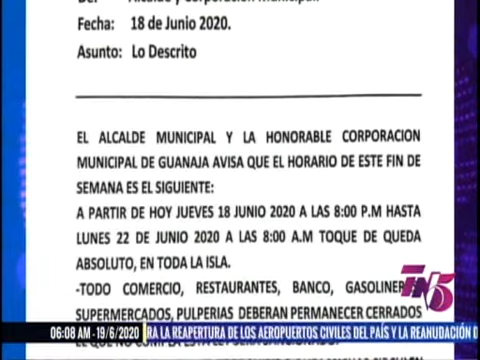 De: Alcalde y Corporación Municipal.
Fecha: 18 de Junio 2020.
Asunto: Lo Descrito
EL ALCALDE MUNICIPAL Y LA HONORABLE CORPORACION
MUNICIPAL DE GUANAJA AVISA QUE EL HORARIO DE ESTE FIN DE
SEMANA ES EL SIGUIENTE:
A PARTIR DE HOY JUEVES 18 JUNIO 2020 A LAS 8:00 P.M HASTA
LUNES 22 DE JUNIO 2020 A LAS 8:00 A.M TOQUE DE QUEDA
ABSOLUTO, EN TODA LA ISLA.
-TODO COMERCIO, RESTAURANTES, BANCO, GASOLINERAS
SUPERMERCADOS, PULPERIAS DEBERAN PERMANECER CERRADOS
TN5
06:08 AM - 19/6/2020 RA LA REAPERTURA DE LOS AEROPUERTOS CIVILES DEL PAÍS Y LA REANUDACIÓN D